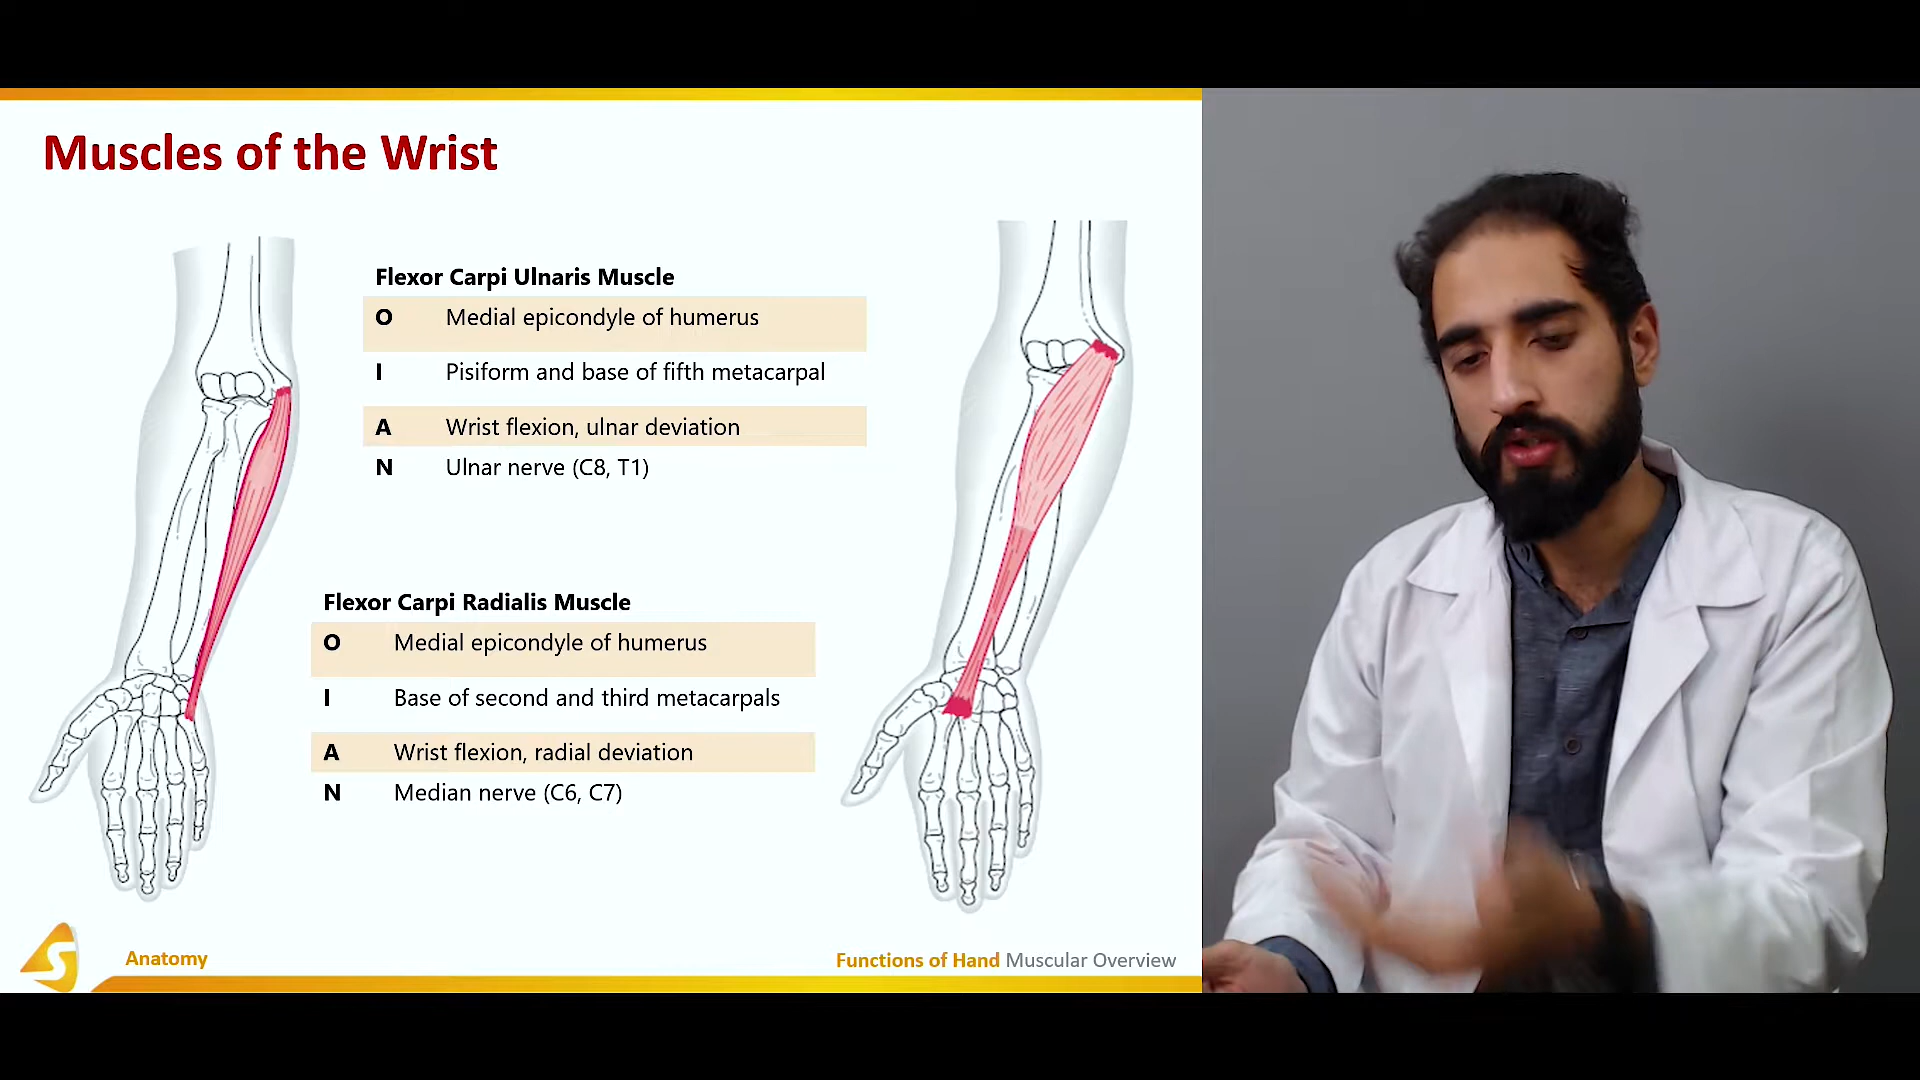 Muscles of the Wrist
Flexor Carpi Ulnaris Muscle
O Medial epicondyle of humerus
I Pisiform and base of fifth metacarpal
A Wrist flexion, ulnar deviation
N Ulnar nerve (C8, T1)
Flexor Carpi Radialis Muscle
O Medial epicondyle of humerus
I Base of second and third metacarpals
A Wrist flexion, radial deviation
N Median nerve (C6, C7)
S
Anatomy
Functions of Hand Muscular Overview